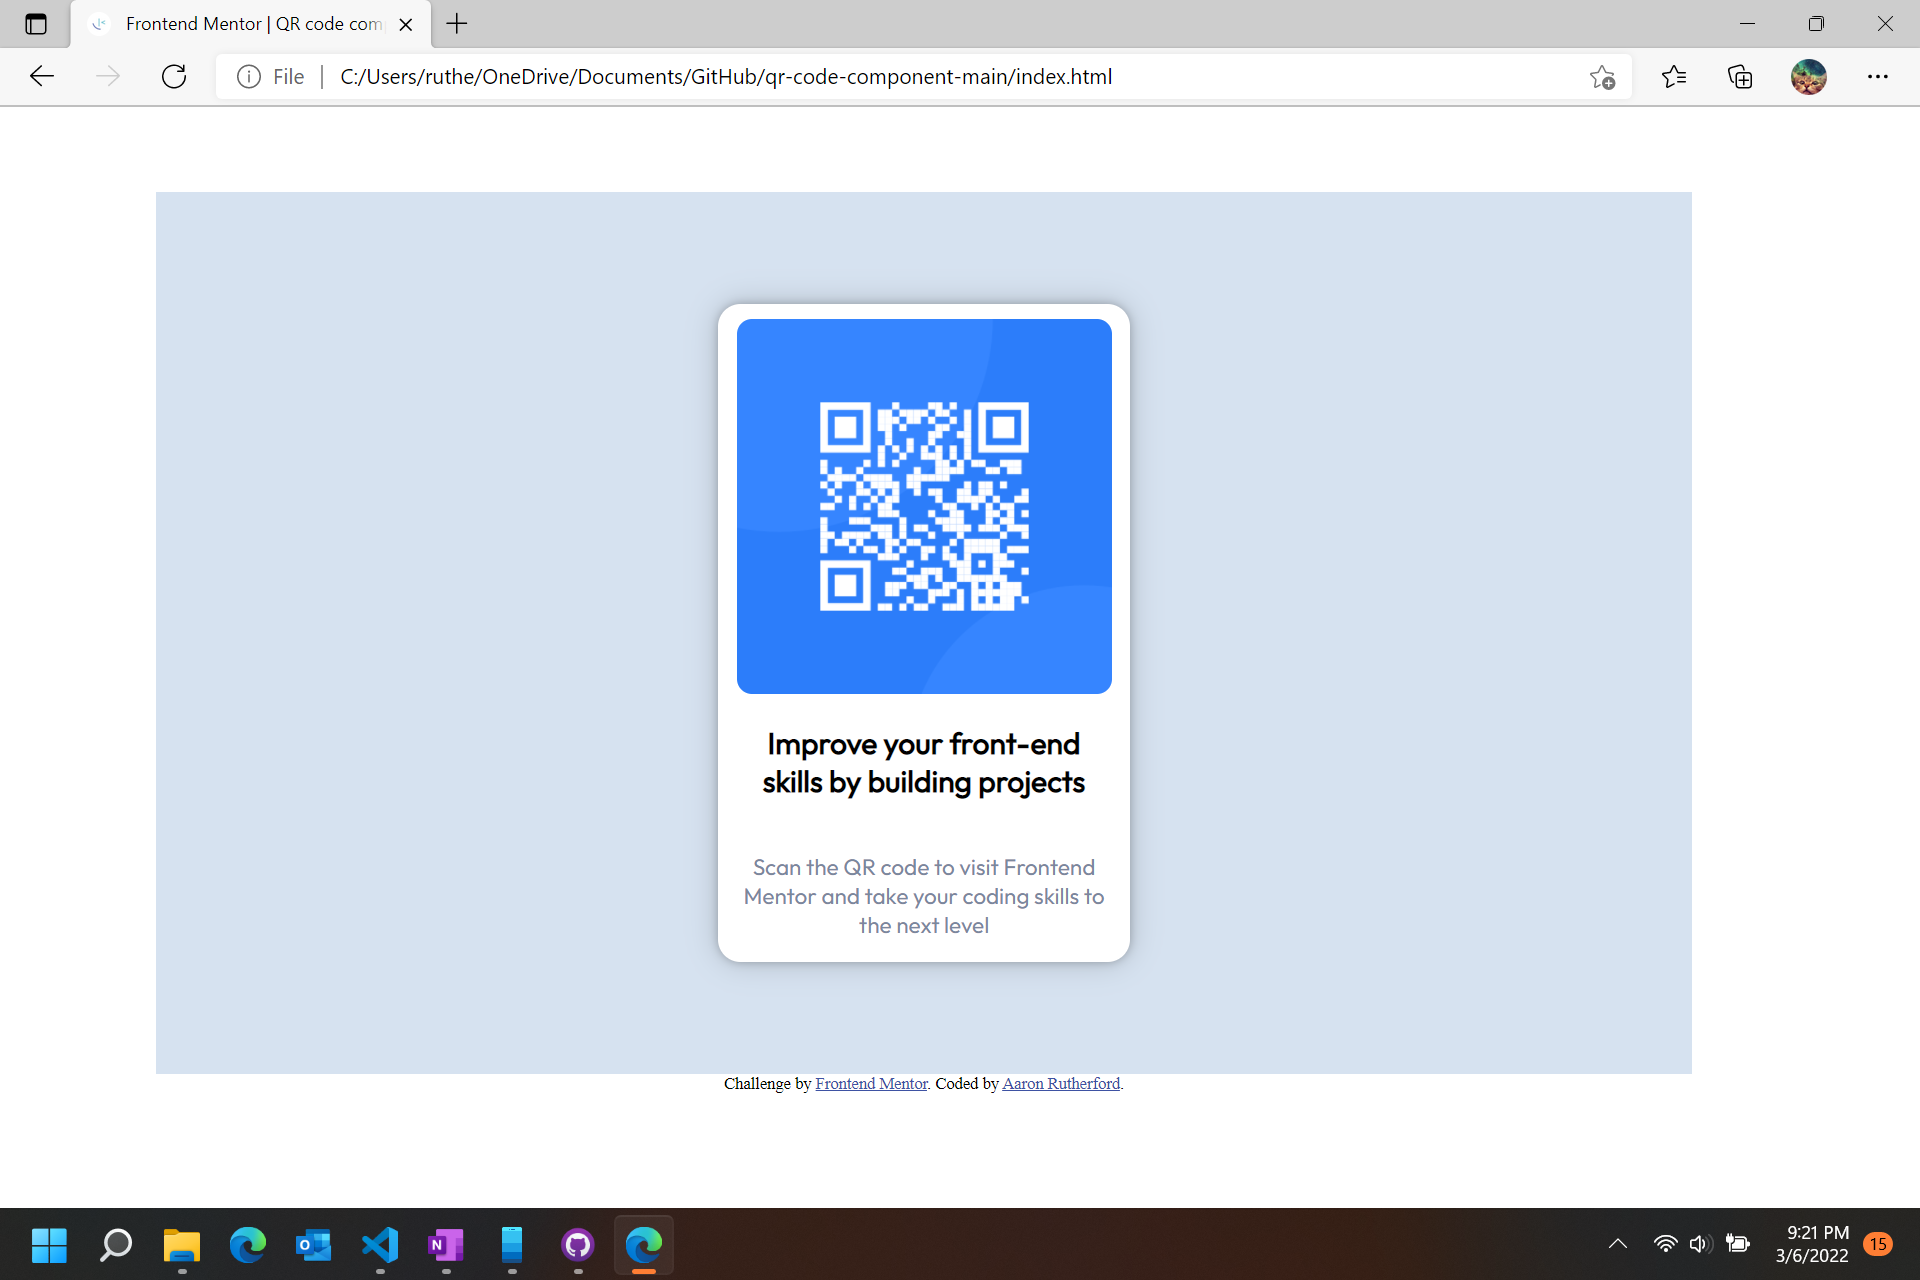 Frontend Mentor | QR code com
File
C:/Users/ruthe/OneDrive/Documents/GitHub/qr-code-component-main/index.html
Improve your front-end
skills by building projects
Scan the QR code to visit Frontend
Mentor and take your coding skills to
the next level
Challenge by Frontend Mentor. Coded by Aaron Rutherford.
9:21 PM
3/6/2022
15